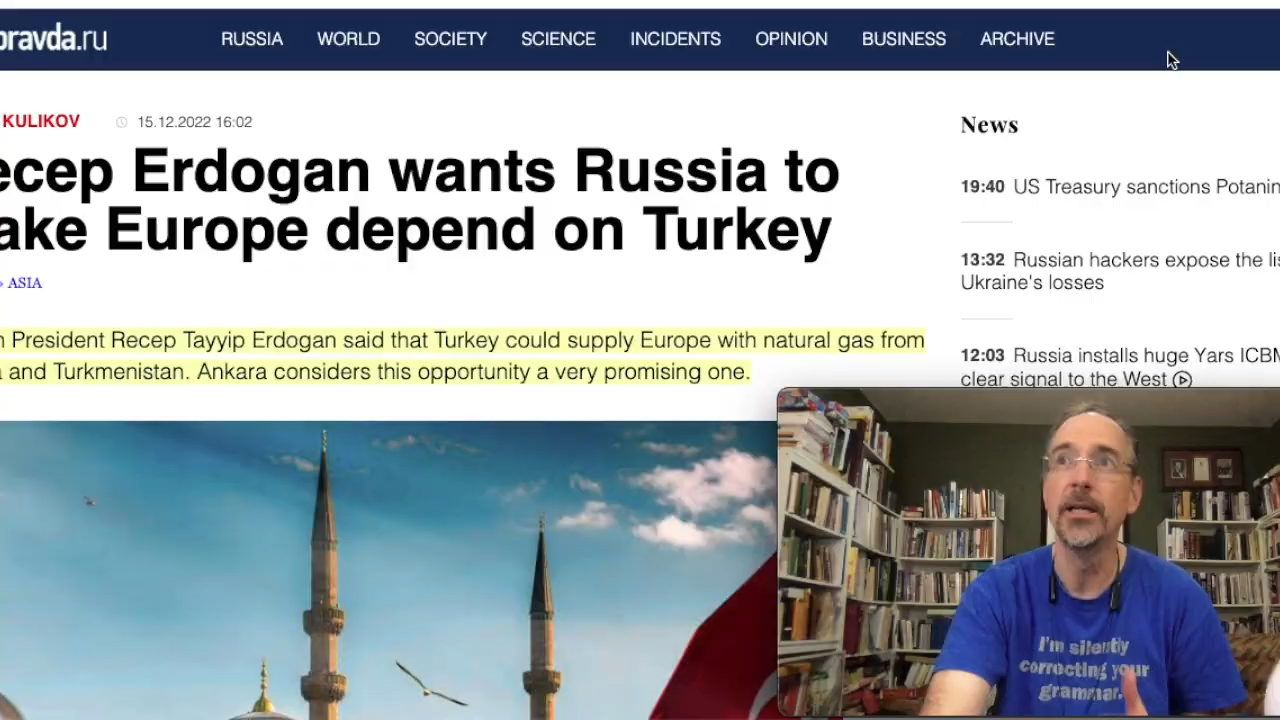 pravda.ru
RUSSIA WORLD SOCIETY SCIENCE INCIDENTS OPINION BUSINESS ARCHIVE
KULIKOV 15.12.2022 16:02
ecep Erdogan wants Russia to
ake Europe depend on Turkey
ASIA
n President Recep Tayyip Erdogan said that Turkey could supply Europe with natural gas from
and Turkmenistan. Ankara considers this opportunity a very promising one.
News
19:40 US Treasury sanctions Potanin
13:32 Russian hackers expose the lis
Ukraine's losses
12:03 Russia installs huge Yars ICBM
clear signal to the West
I'm silently
correcting your
grammar.